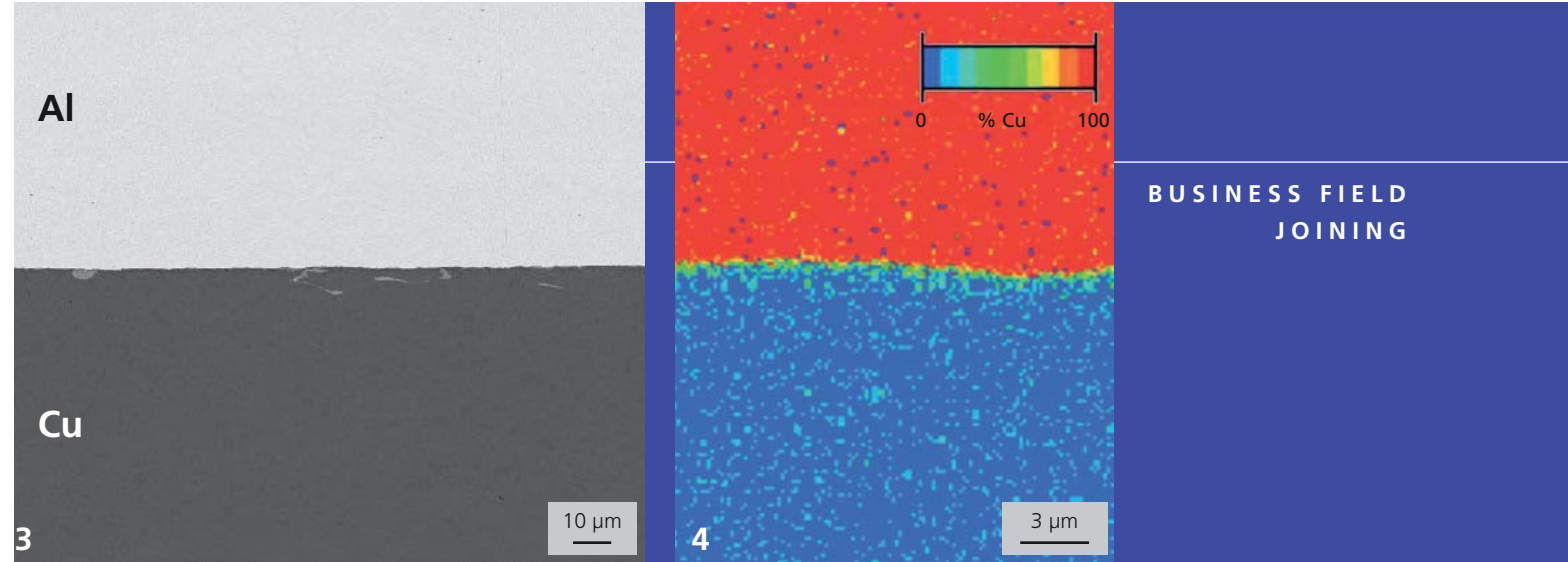 Al
Cu
3
10 µm
0 % Cu 100
4
3 µm
BUSINESS FIELD
JOINING